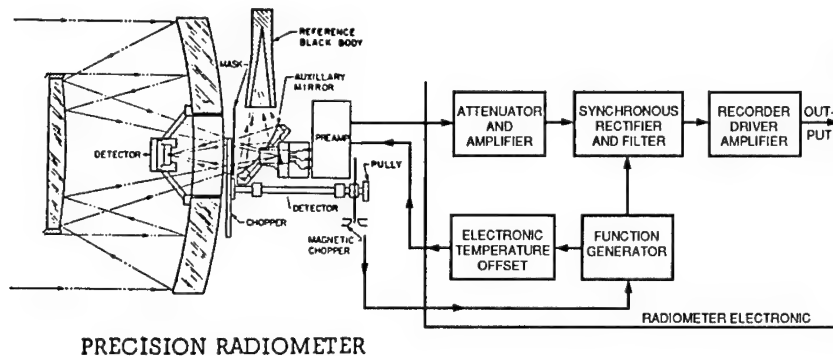 REFERENCE
BLACK BODY
MASK
AUXILLARY
MIRROR
DETECTOR
PREAMP
PULLY
DETECTOR
CHOPPER
MAGNETIC
CHOPPER
ATTENUATOR
AND
AMPLIFIER
SYNCHRONOUS
RECTIFIER
AND FILTER
RECORDER
DRIVER
AMPLIFIER
OUT-
PUT
ELECTRONIC
TEMPERATURE
OFFSET
FUNCTION
GENERATOR
RADIOMETER ELECTRONIC
PRECISION RADIOMETER